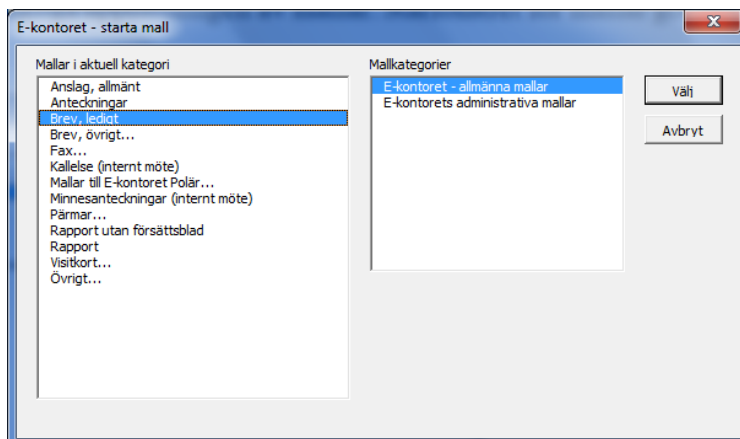 E-kontoret - starta mall
Mallar i aktuell kategori
Anslag, allmänt
Anteckningar
Brev, ledigt
Brev, övrigt...
Fax...
Kallelse (internt möte)
Mallar till E-kontoret Polär...
Minnesanteckningar (internt möte)
Pärmar...
Rapport utan försättsblad
Rapport
Visitkort...
Övrigt...
Mallkategorier
E-kontoret - allmänna mallar
E-kontorets administrativa mallar
Välj
Avbryt